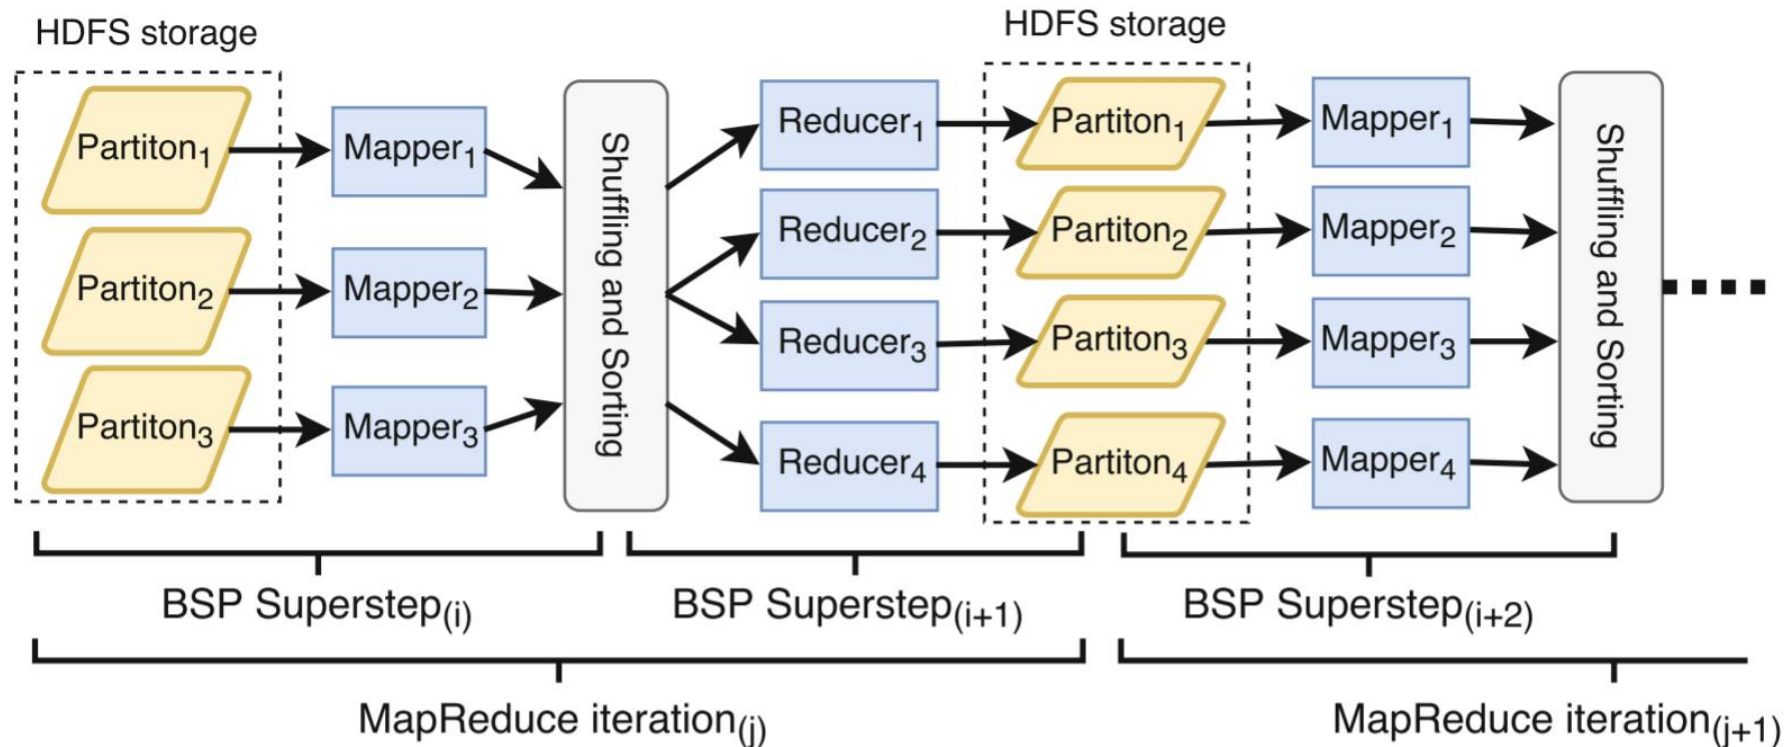 HDFS storage
Partiton1
Partiton2
Partiton3
Mapper1
Mapper2
Mapper3
Shuffling and Sorting
Reducer1
Reducer2
Reducer3
Reducer4
HDFS storage
Partiton1
Partiton2
Partiton3
Partiton4
Mapper1
Mapper2
Mapper3
Mapper4
Shuffling and Sorting
BSP Superstep(i)
BSP Superstep(i+1)
BSP Superstep(i+2)
MapReduce iteration(j)
MapReduce iteration(j+1)